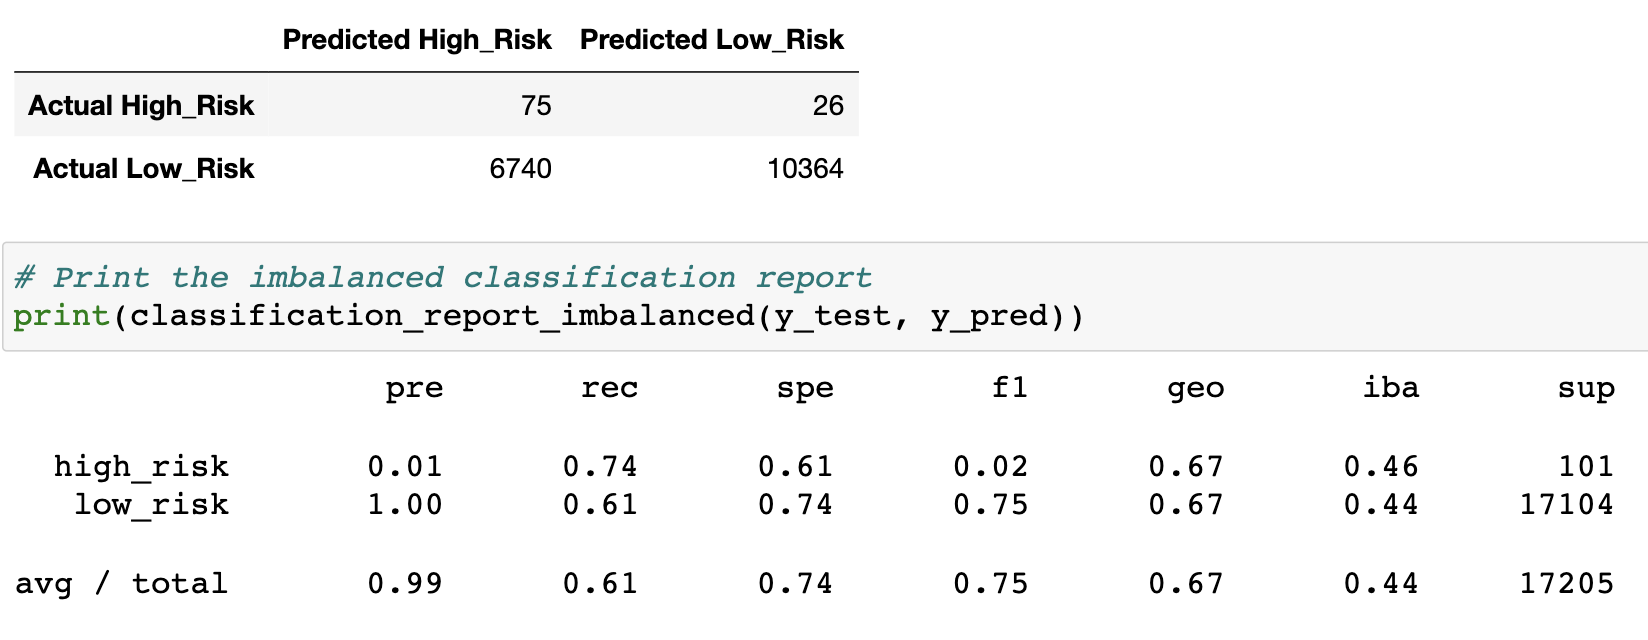 Predicted High_Risk Predicted Low_Risk
Actual High_Risk 75 26
Actual Low_Risk 6740 10364
# Print the imbalanced classification report
print(classification_report_imbalanced(y_test, y_pred))
pre rec spe f1 geo iba sup
high_risk 0.01 0.74 0.61 0.02 0.67 0.46 101
low_risk 1.00 0.61 0.74 0.75 0.67 0.44 17104
avg / total 0.99 0.61 0.74 0.75 0.67 0.44 17205